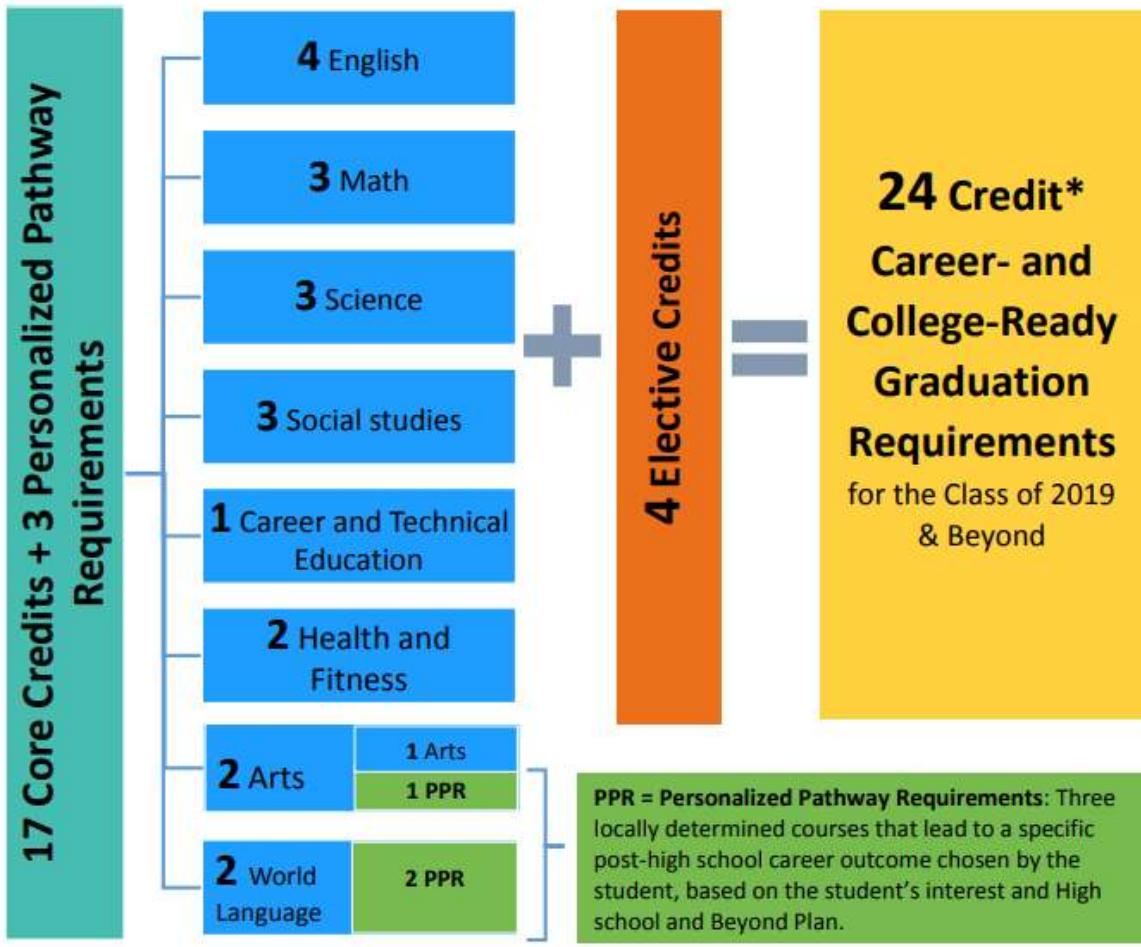 17 Core Credits + 3 Personalized Pathway
Requirements
4 English
3 Math
3 Science
3 Social studies
1 Career and Technical
Education
2 Health and
Fitness
2 Arts
1 Arts
1 PPR
2 World
Language
2 PPR
4 Elective Credits
24 Credit*
Career- and
College-Ready
Graduation
Requirements
for the Class of 2019
& Beyond
PPR = Personalized Pathway Requirements: Three
locally determined courses that lead to a specific
post-high school career outcome chosen by the
student, based on the student’s interest and High
school and Beyond Plan.